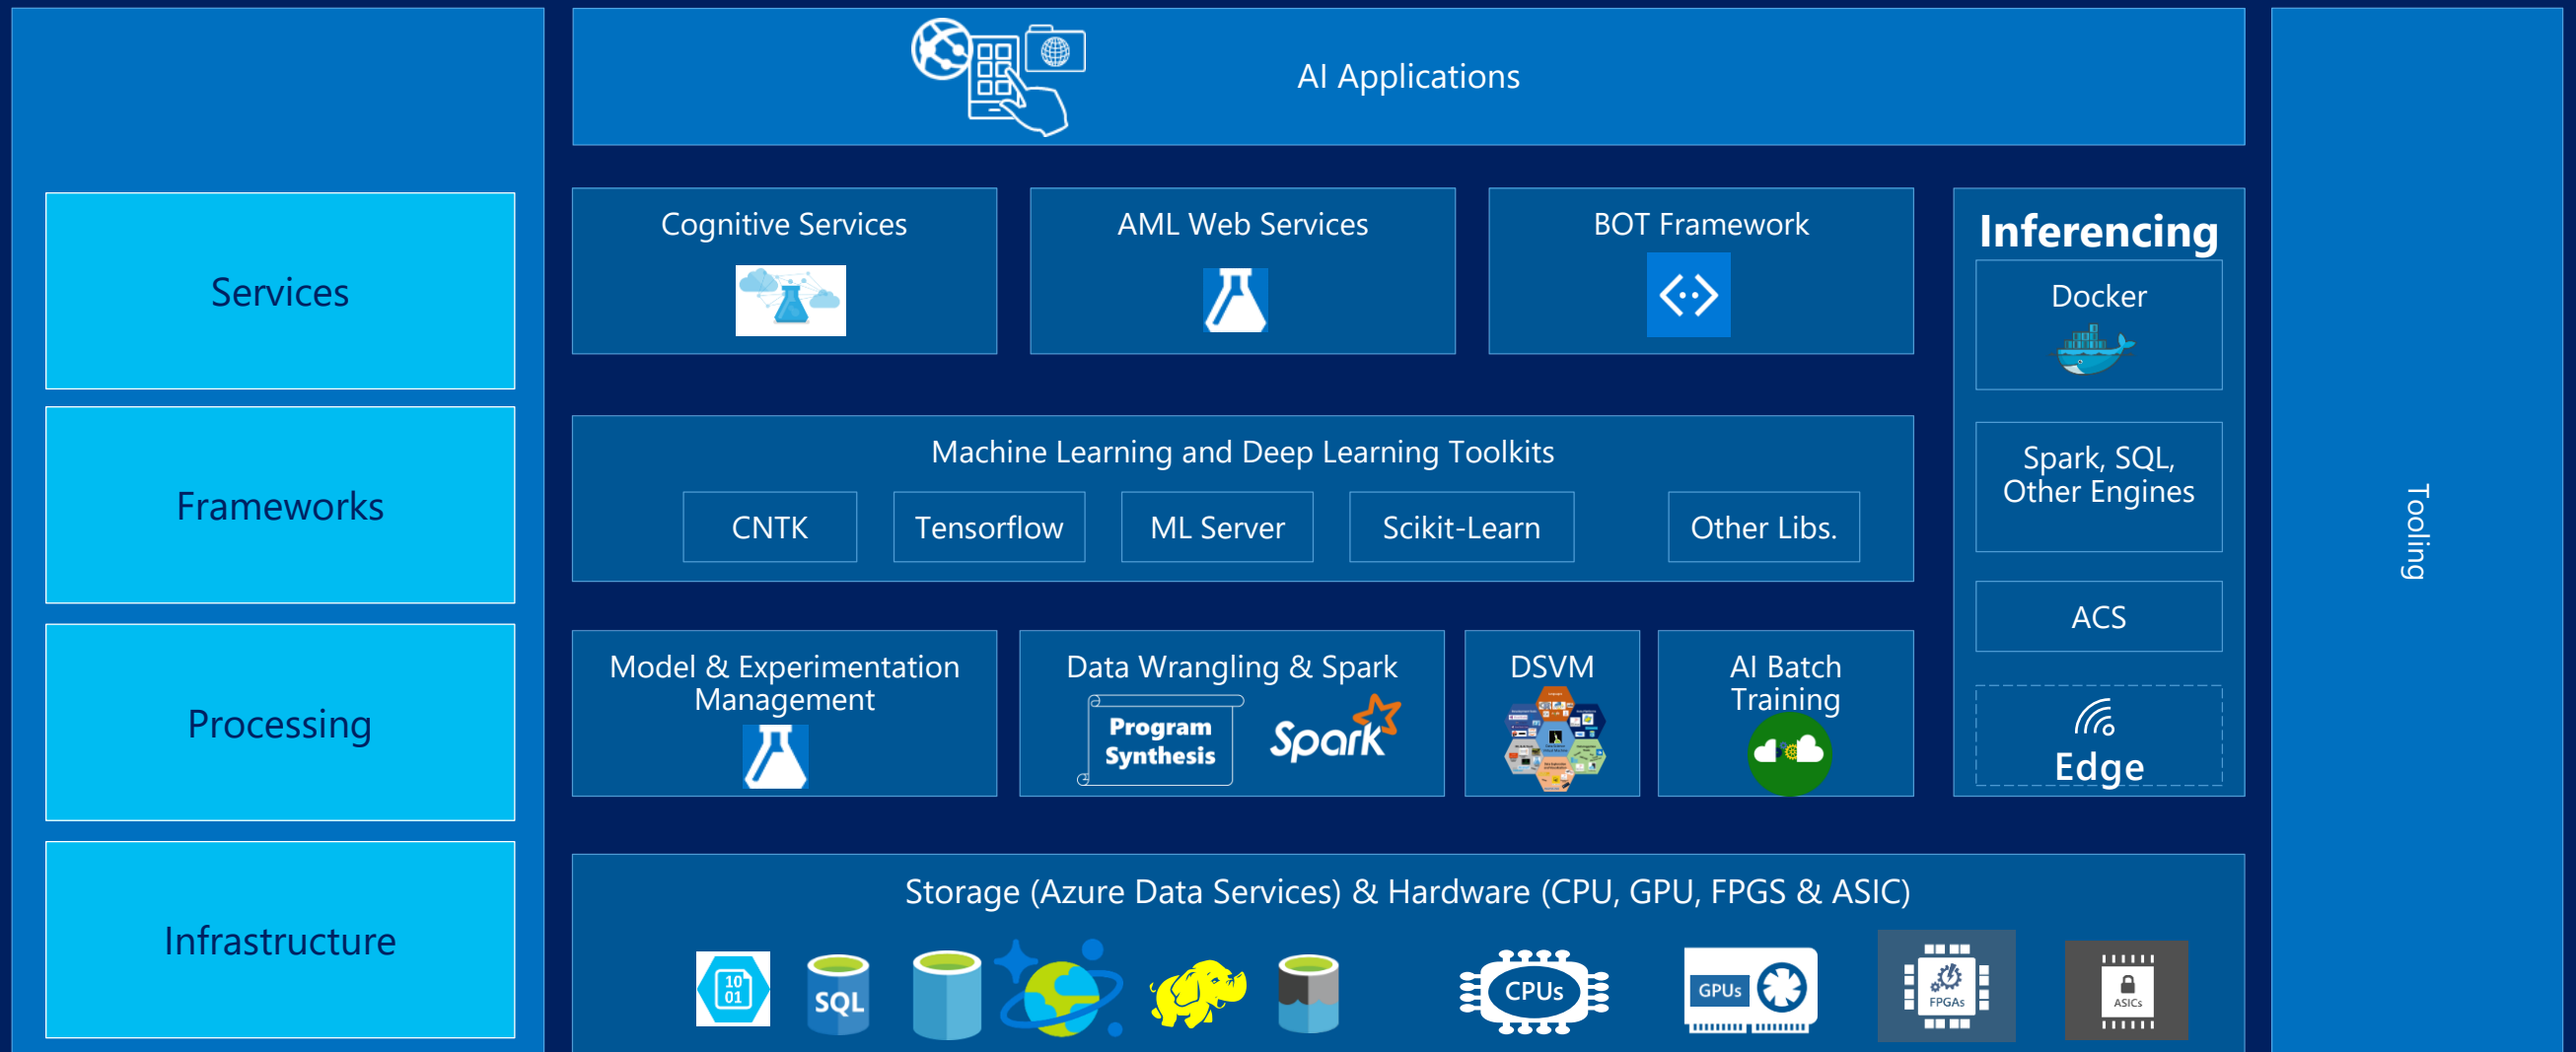 AI Applications
Services
Cognitive Services
AML Web Services
BOT Framework
Inferencing
Docker
Frameworks
Machine Learning and Deep Learning Toolkits
CNTK
Tensorflow
ML Server
Scikit-Learn
Other Libs.
Spark, SQL,
Other Engines
ACS
Tooling
Processing
Model & Experimentation
Management
Data Wrangling & Spark
Program
Synthesis
Spark
DSVM
AI Batch
Training
Edge
Infrastructure
Storage (Azure Data Services) & Hardware (CPU, GPU, FPGS & ASIC)
10
01
SQL
CPUs
GPUs
FPGAs
ASICs